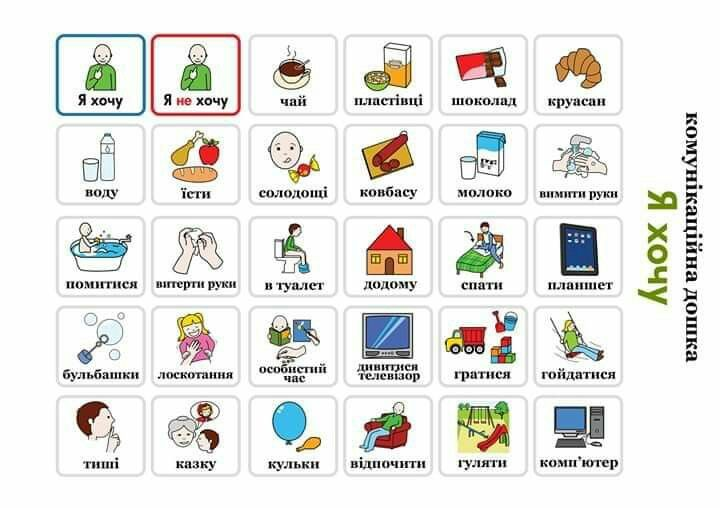 Я хочу
Я не хочу
чай
пластівці
шоколад
круасан
воду
їсти
солодощі
ковбасу
молоко
вимити руки
помитися
витерти руки
в туалет
додому
спати
планшет
бульбашки
лоскотання
особистий
час
дивитися
телевізор
гратися
гойдатися
тиші
казку
кульки
відпочити
гуляти
комп'ютер
комунікаційна дошка
Я хочу